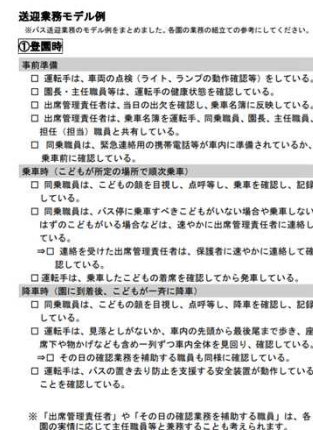 送迎業務モデル例
※バス送迎業務のモデル例をまとめました。各園の業務の組立ての参考にしてください。
①登園時
事前準備
□ 運転手は、車両の点検（ライト、ランプの動作確認等）をしている。
□ 園長・主任職員等は、運転手の健康状態を確認している。
□ 出席管理責任者は、当日の出欠を確認し、乗車名簿に反映している。
□ 出席管理責任者は、乗車名簿を運転手、同乗職員、園長、主任職員、
担任（担当）職員と共有している。
□ 同乗職員は、緊急連絡用の携帯電話等が車内に準備されているか、
乗車前に確認している。
乗車時（こどもが所定の場所で順次乗車）
□ 同乗職員は、こどもの顔を目視し、点呼等し、乗車を確認し、記録
している。
□ 同乗職員は、バス停に乗車すべきこどもがいない場合や乗車しない
はずのこどもがいる場合などは、速やかに出席管理責任者に連絡し
ている。
⇒□ 連絡を受けた出席管理責任者は、保護者に速やかに連絡して確
認している。
□ 運転手は、乗車したこどもの着席を確認してから発車している。
降車時（園に到着後、こどもが一斉に降車）
□ 同乗職員は、こどもの顔を目視し、点呼等し、降車を確認し、記録
している。
□ 運転手は、見落としがないか、車内の先頭から最後尾まで歩き、座
席下や物かげなども含め一列ずつ車内全体を見回り、確認している。
⇒□ その日の確認業務を補助する職員も同様に確認している。
□ 運転手は、バスの置き去り防止を支援する安全装置が動作している
ことを確認している。
※「出席管理責任者」や「その日の確認業務を補助する職員」は、各
園の実情に応じて主任職員等と兼務することも考えられます。